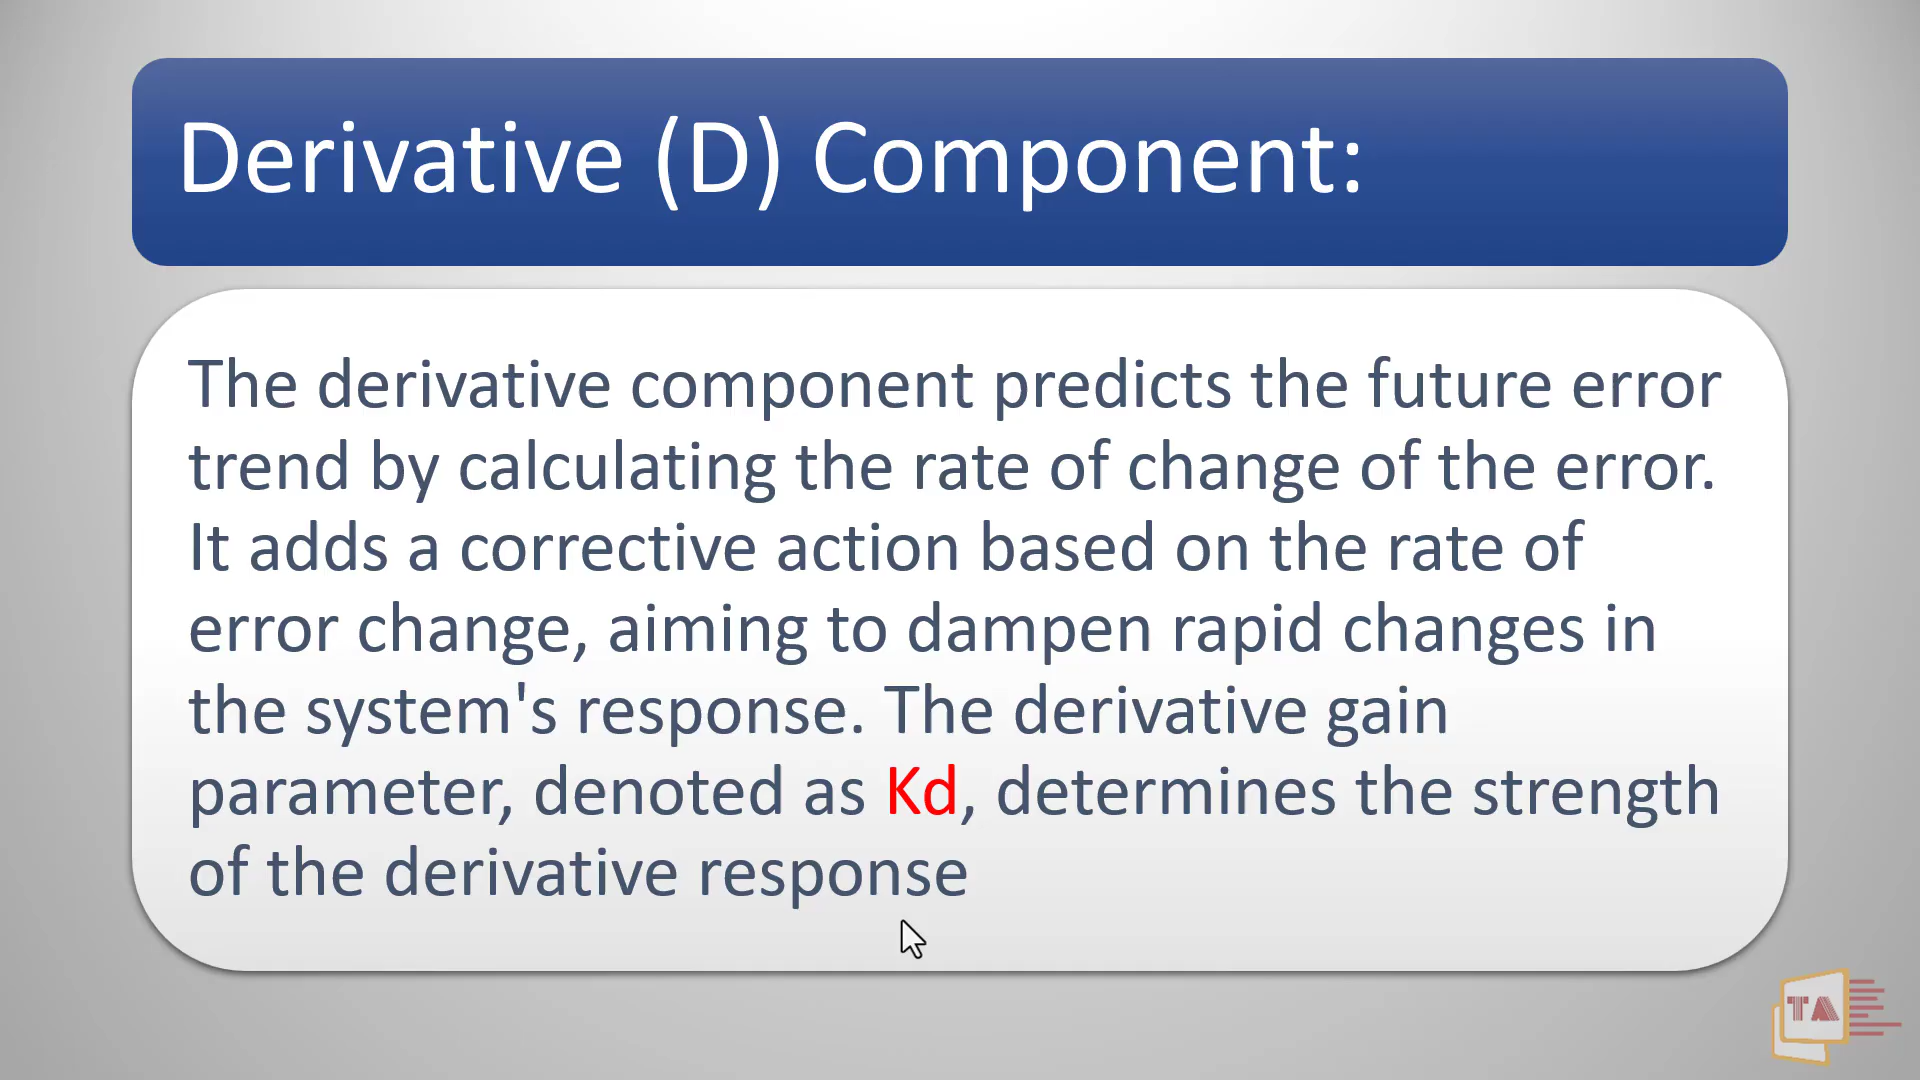 Derivative (D) Component:
The derivative component predicts the future error
trend by calculating the rate of change of the error.
It adds a corrective action based on the rate of
error change, aiming to dampen rapid changes in
the system's response. The derivative gain
parameter, denoted as Kd, determines the strength
of the derivative response
TA